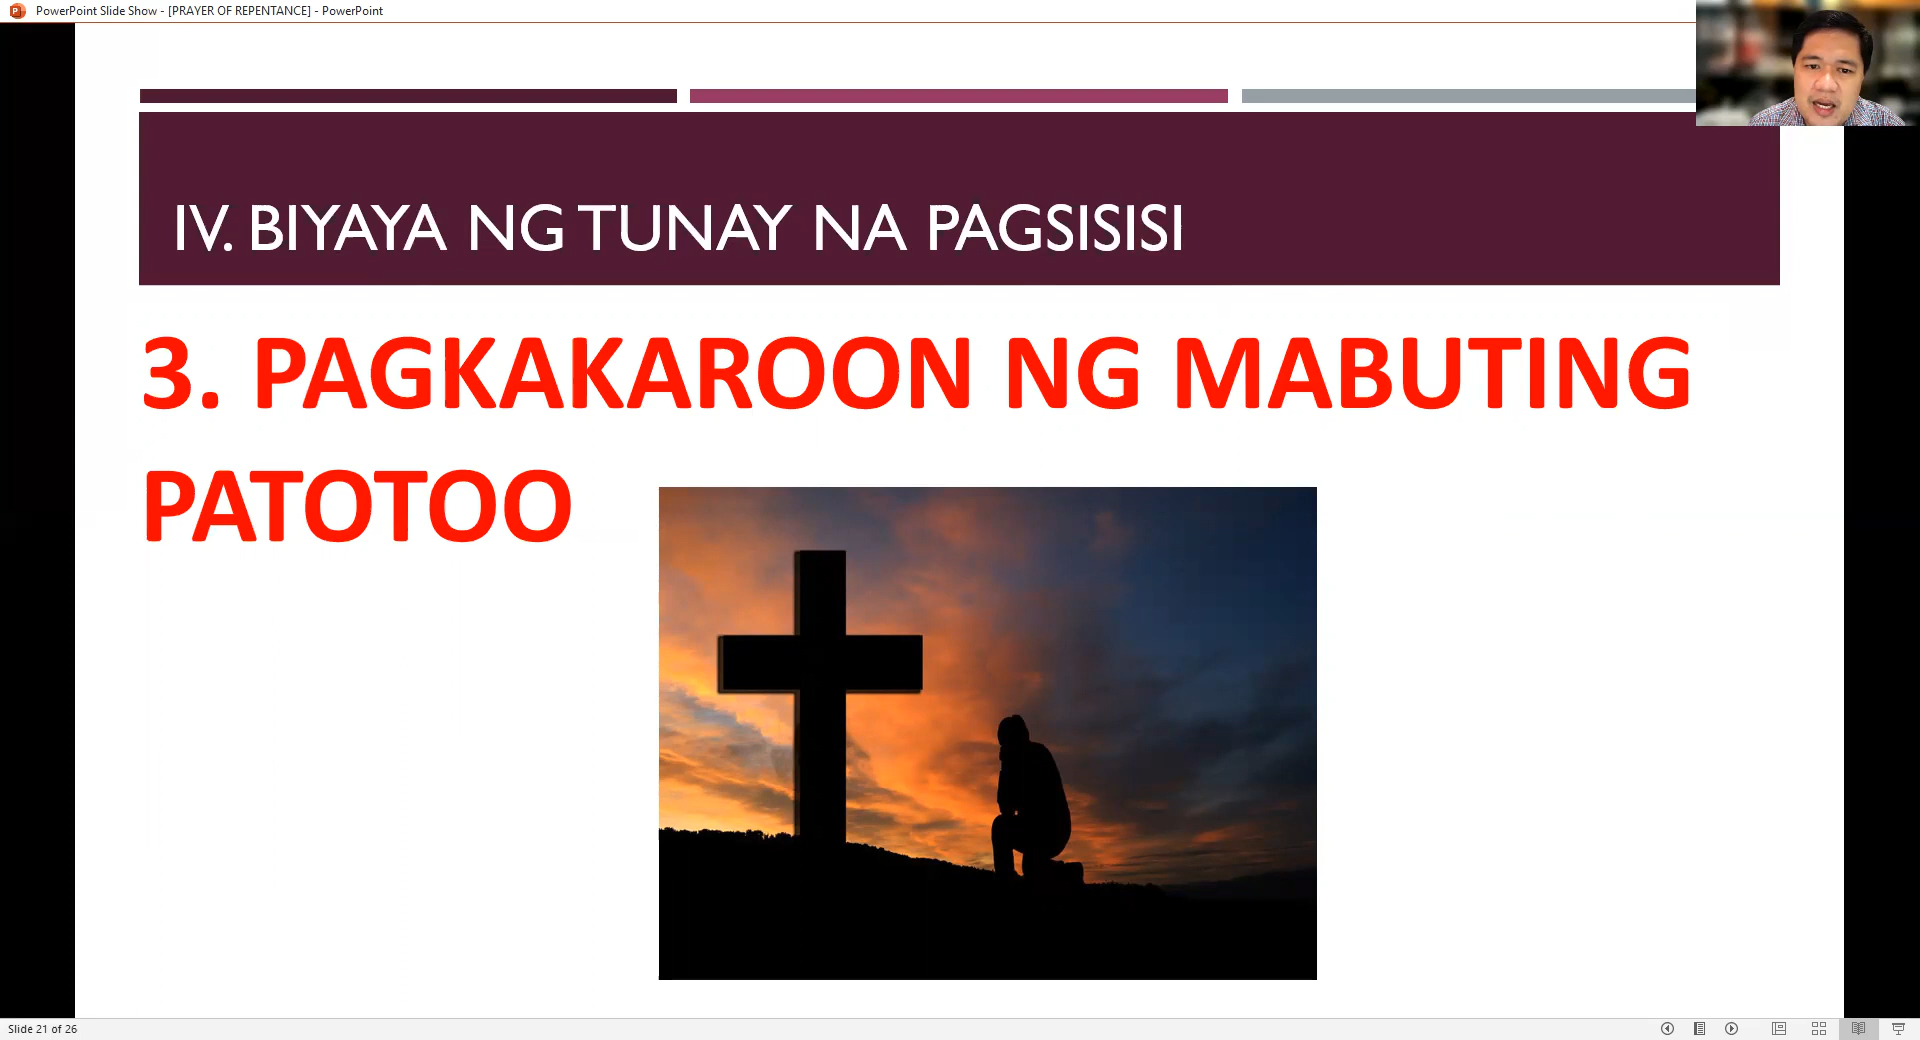 PowerPoint Slide Show - [PRAYER OF REPENTANCE] - PowerPoint
IV. BIYAYA NG TUNAY NA PAGSISISI
3. PAGKAKAROON NG MABUTING
PATOTOO
Slide 21 of 26